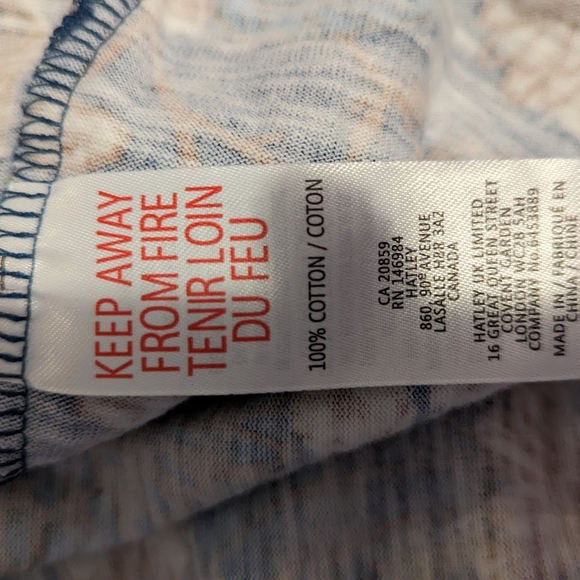 KEEP AWAY
FROM FIRE
TENIR LOIN
DU FEU
100% COTTON / COTON
CA 20859
RN 146984
HATLEY
860, 90E AVENUE
LASALLE H8R 3A2
CANADA
HATLEY UK LIMITED
16 GREAT QUEEN STREET
COVENT GARDEN
LONDON WC2B 5AH
COMPANY No.6453889
MADE IN / FABRIQUÉ EN
CHINA / CHINE